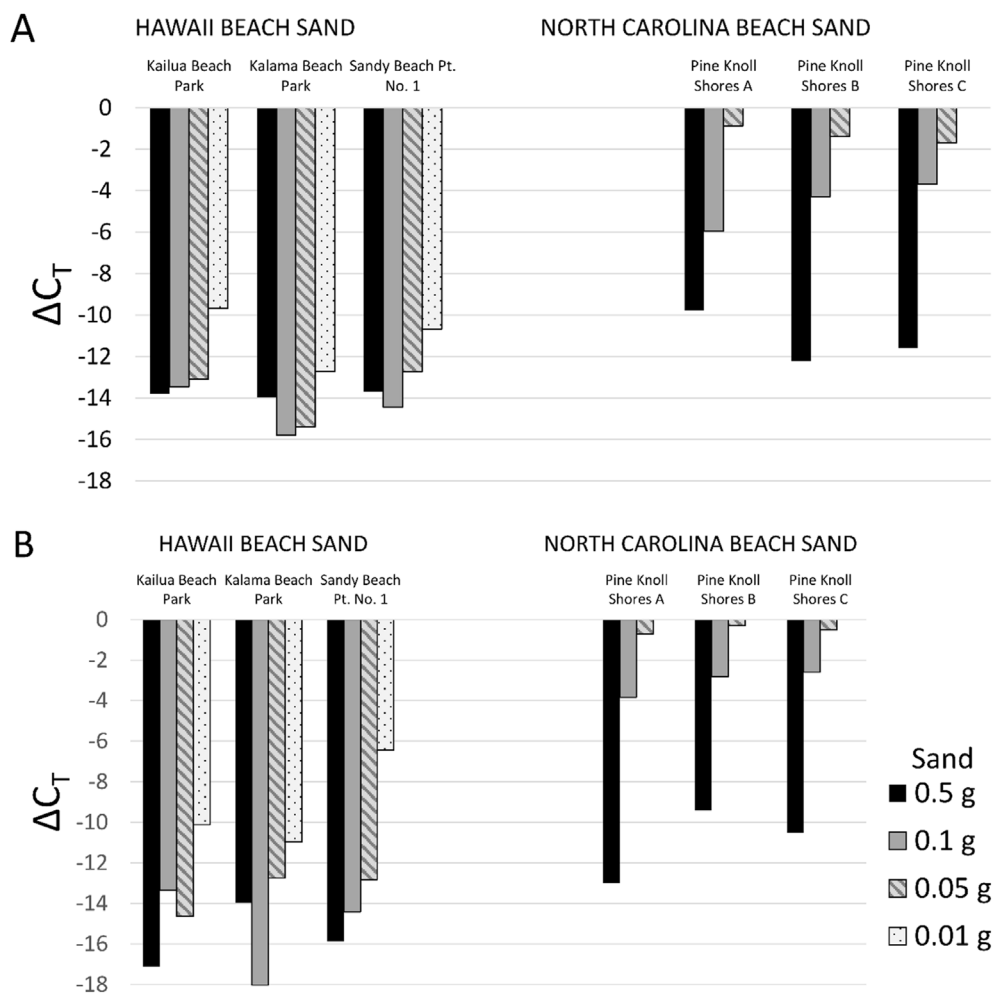 A
HAWAII BEACH SAND
NORTH CAROLINA BEACH SAND
Kailua Beach
Park
Kalama Beach
Park
Sandy Beach Pt.
No. 1
Pine Knoll
Shores A
Pine Knoll
Shores B
Pine Knoll
Shores C
0
-2
-4
-6
-8
-10
-12
-14
-16
-18
ΔCT
B
HAWAII BEACH SAND
NORTH CAROLINA BEACH SAND
Kailua Beach
Park
Kalama Beach
Park
Sandy Beach
Pt. No. 1
Pine Knoll
Shores A
Pine Knoll
Shores B
Pine Knoll
Shores C
0
-2
-4
-6
-8
-10
-12
-14
-16
-18
ΔCT
Sand
0.5 g
0.1 g
0.05 g
0.01 g